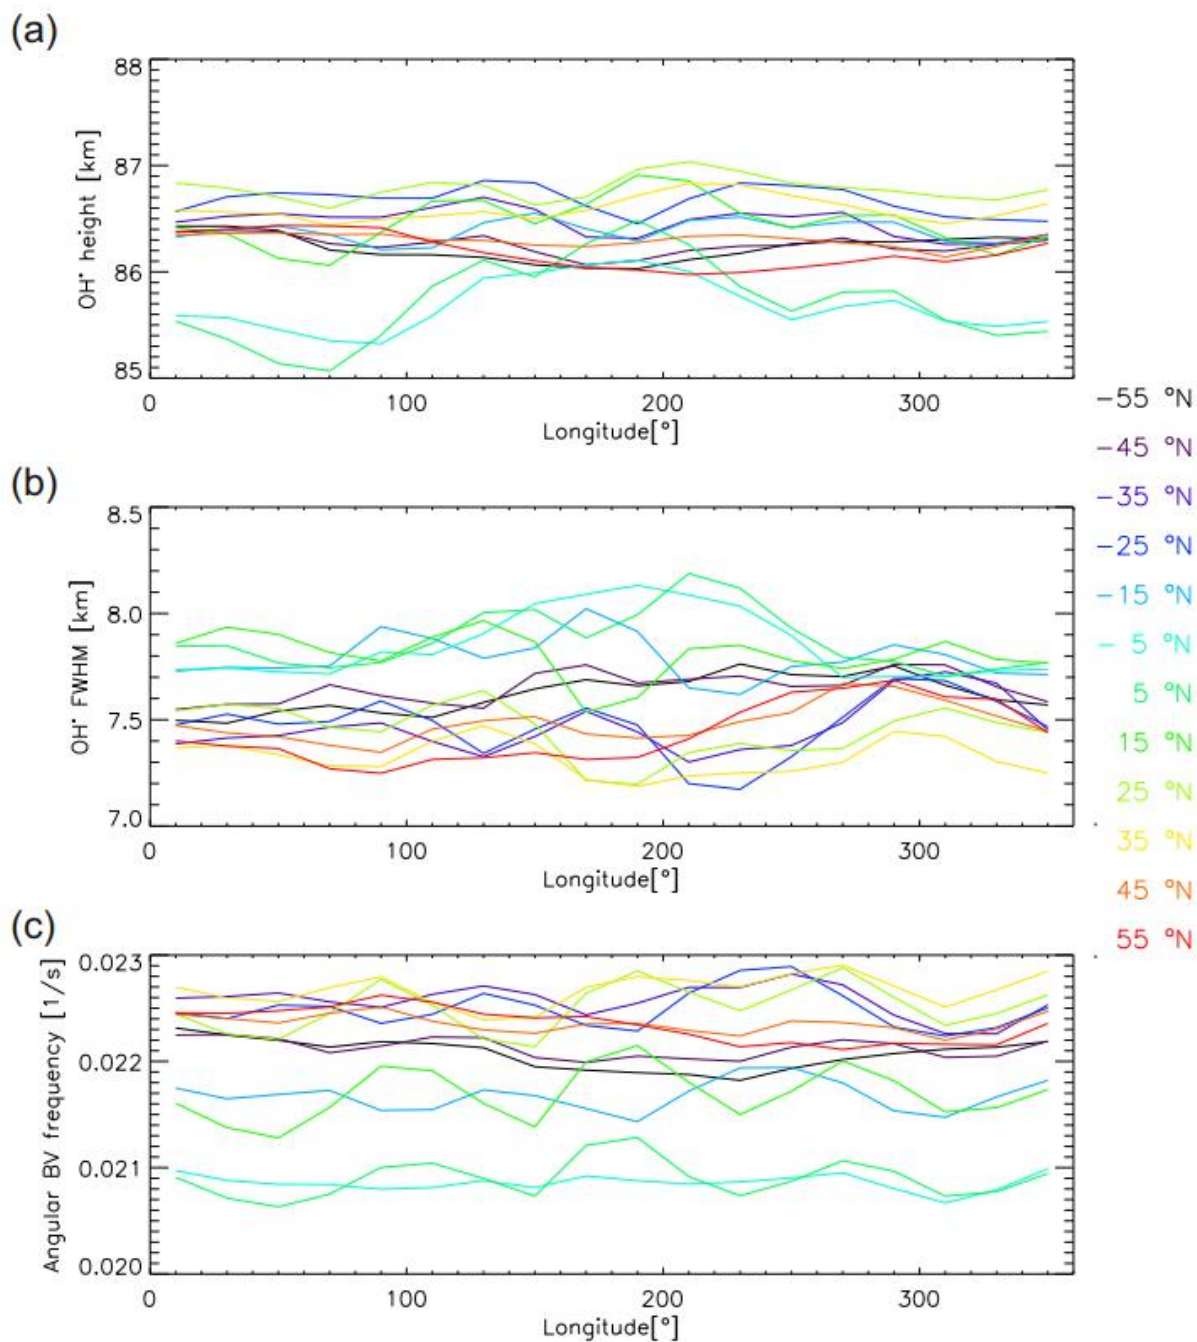 (a)
88
87
86
85
OH* height [km]
0 100 200 300
Longitude[°]
(b)
8.5
8.0
7.5
7.0
OH* FWHM [km]
0 100 200 300
Longitude[°]
(c)
0.023
0.022
0.021
0.020
Angular BV frequency [1/s]
0 100 200 300
Longitude[°]
−55 °N
−45 °N
−35 °N
−25 °N
−15 °N
− 5 °N
5 °N
15 °N
25 °N
35 °N
45 °N
55 °N